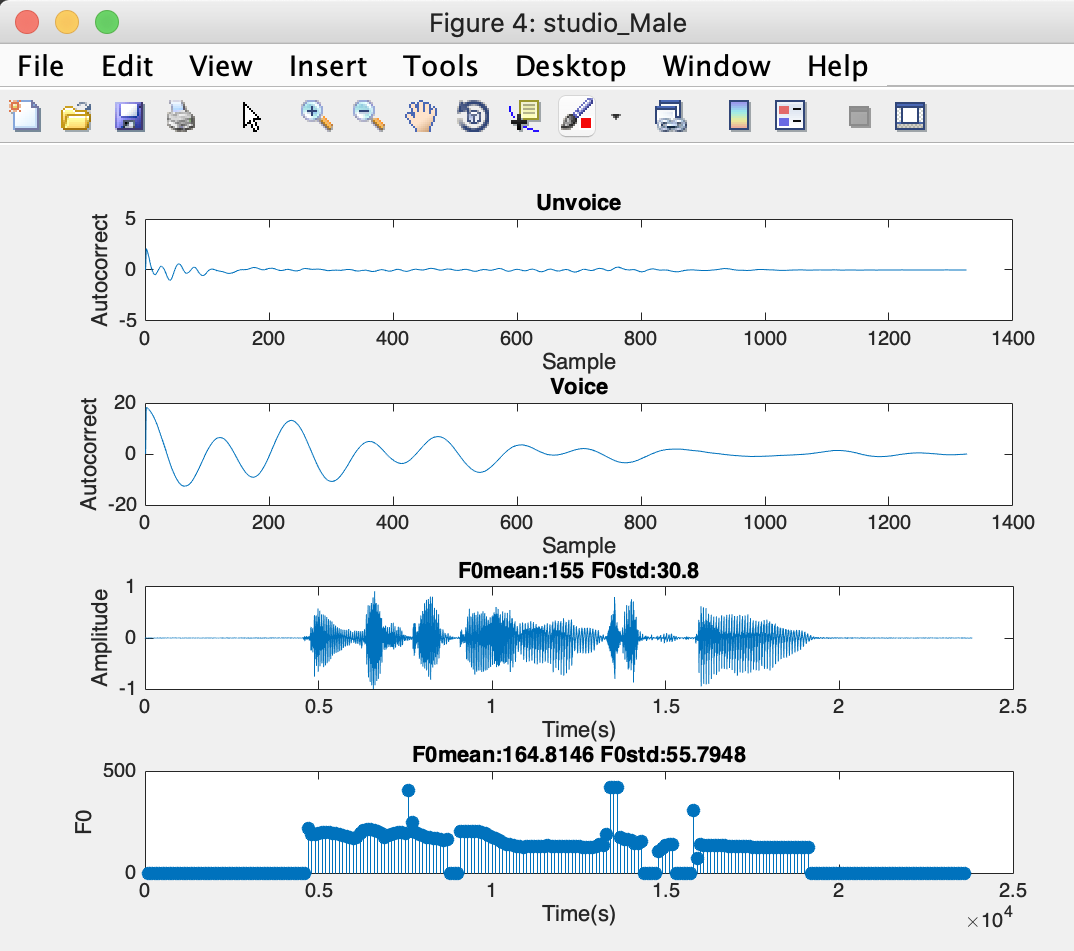 Figure 4: studio_Male
File Edit View Insert Tools Desktop Window Help
Unvoice
Autocorrect
5
0
-5
0 200 400 600 800 1000 1200 1400
Sample
Voice
Autocorrect
20
0
-20
0 200 400 600 800 1000 1200 1400
Sample
F0mean:155 F0std:30.8
Amplitude
1
0
-1
0 0.5 1 1.5 2 2.5
Time(s)
F0mean:164.8146 F0std:55.7948
F0
500
0
0 0.5 1 1.5 2 2.5
Time(s)
×10⁴